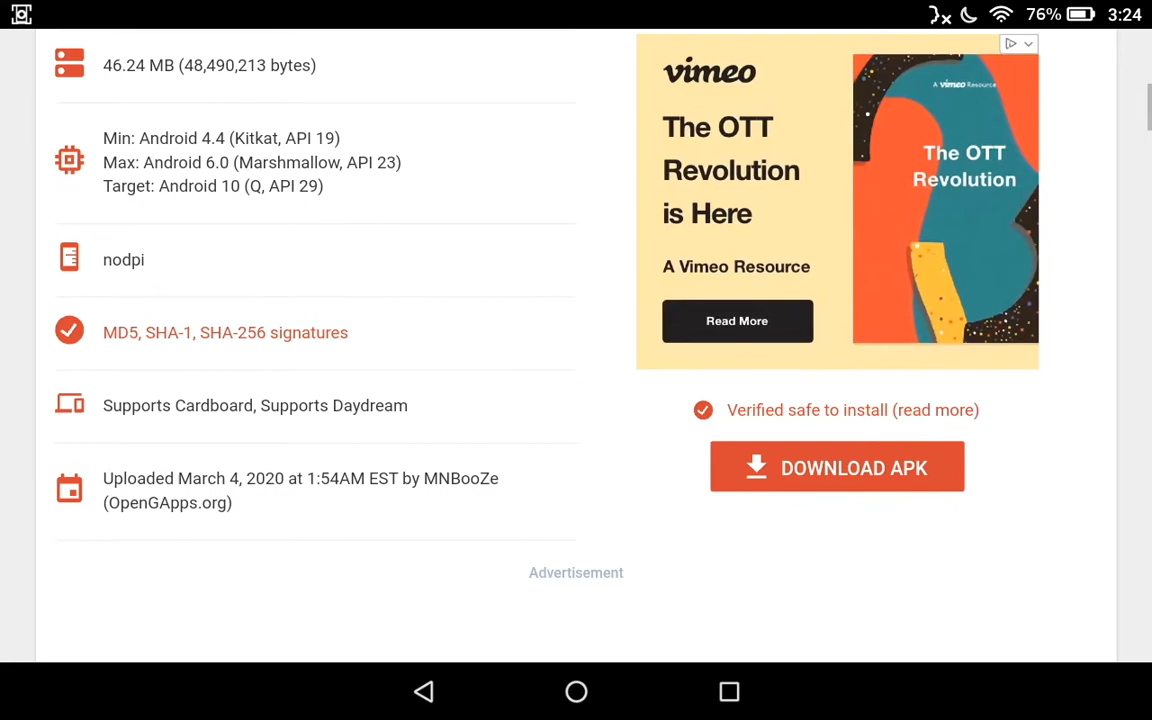 76% 3:24
46.24 MB (48,490,213 bytes)
Min: Android 4.4 (Kitkat, API 19)
Max: Android 6.0 (Marshmallow, API 23)
Target: Android 10 (Q, API 29)
nodpi
MD5, SHA-1, SHA-256 signatures
Supports Cardboard, Supports Daydream
Uploaded March 4, 2020 at 1:54AM EST by MNBooZe
(OpenGApps.org)
vimeo
The OTT
Revolution
is Here
A Vimeo Resource
Read More
A vimeo Resource
The OTT
Revolution
Verified safe to install (read more)
DOWNLOAD APK
Advertisement